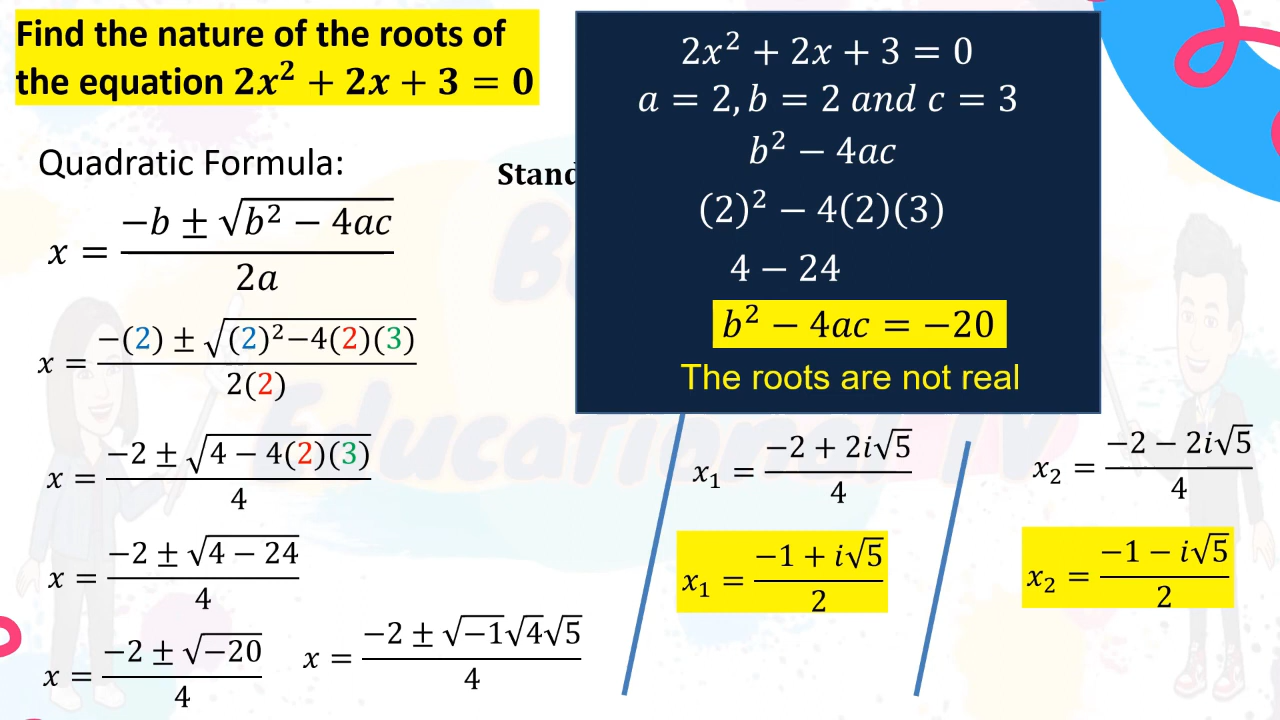 Find the nature of the roots of
the equation 2x² + 2x + 3 = 0
Quadratic Formula:
x = (−b ± √(b² − 4ac)) / 2a
x = (−(2) ± √((2)²−4(2)(3))) / 2(2)
x = (−2 ± √(4 − 4(2)(3))) / 4
x = (−2 ± √(4 − 24)) / 4
x = (−2 ± √(−20)) / 4
x = (−2 ± √−1√4√5) / 4
Stand
2x² + 2x + 3 = 0
a = 2, b = 2 and c = 3
b² − 4ac
(2)² − 4(2)(3)
4 − 24
b² − 4ac = −20
The roots are not real
x₁ = (−2 + 2i√5) / 4
x₁ = (−1 + i√5) / 2
x₂ = (−2 − 2i√5) / 4
x₂ = (−1 − i√5) / 2
Educational TV